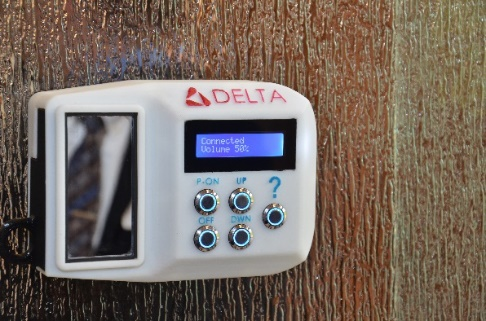 DELTA
Connected
Volume 50%
P-ON UP ?
OFF DWN